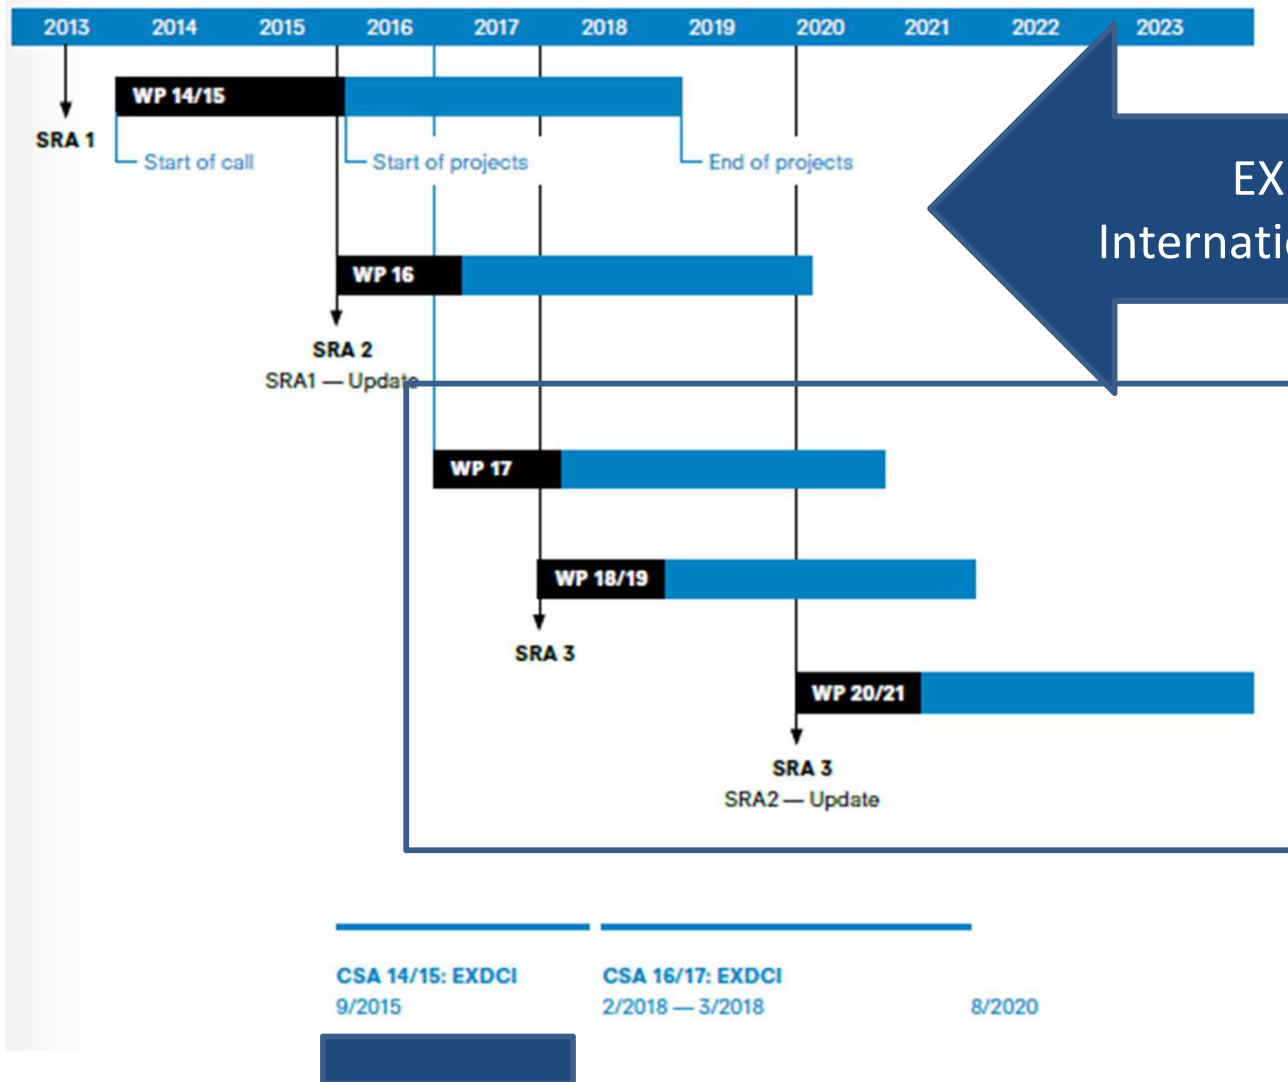 2013 2014 2015 2016 2017 2018 2019 2020 2021 2022 2023
WP 14/15
SRA 1
Start of call
Start of projects
End of projects
EX
Internati
WP 16
SRA 2
SRA1 — Update
WP 17
WP 18/19
SRA 3
WP 20/21
SRA 3
SRA2 — Update
CSA 14/15: EXDCI
CSA 16/17: EXDCI
9/2015
2/2018 — 3/2018
8/2020